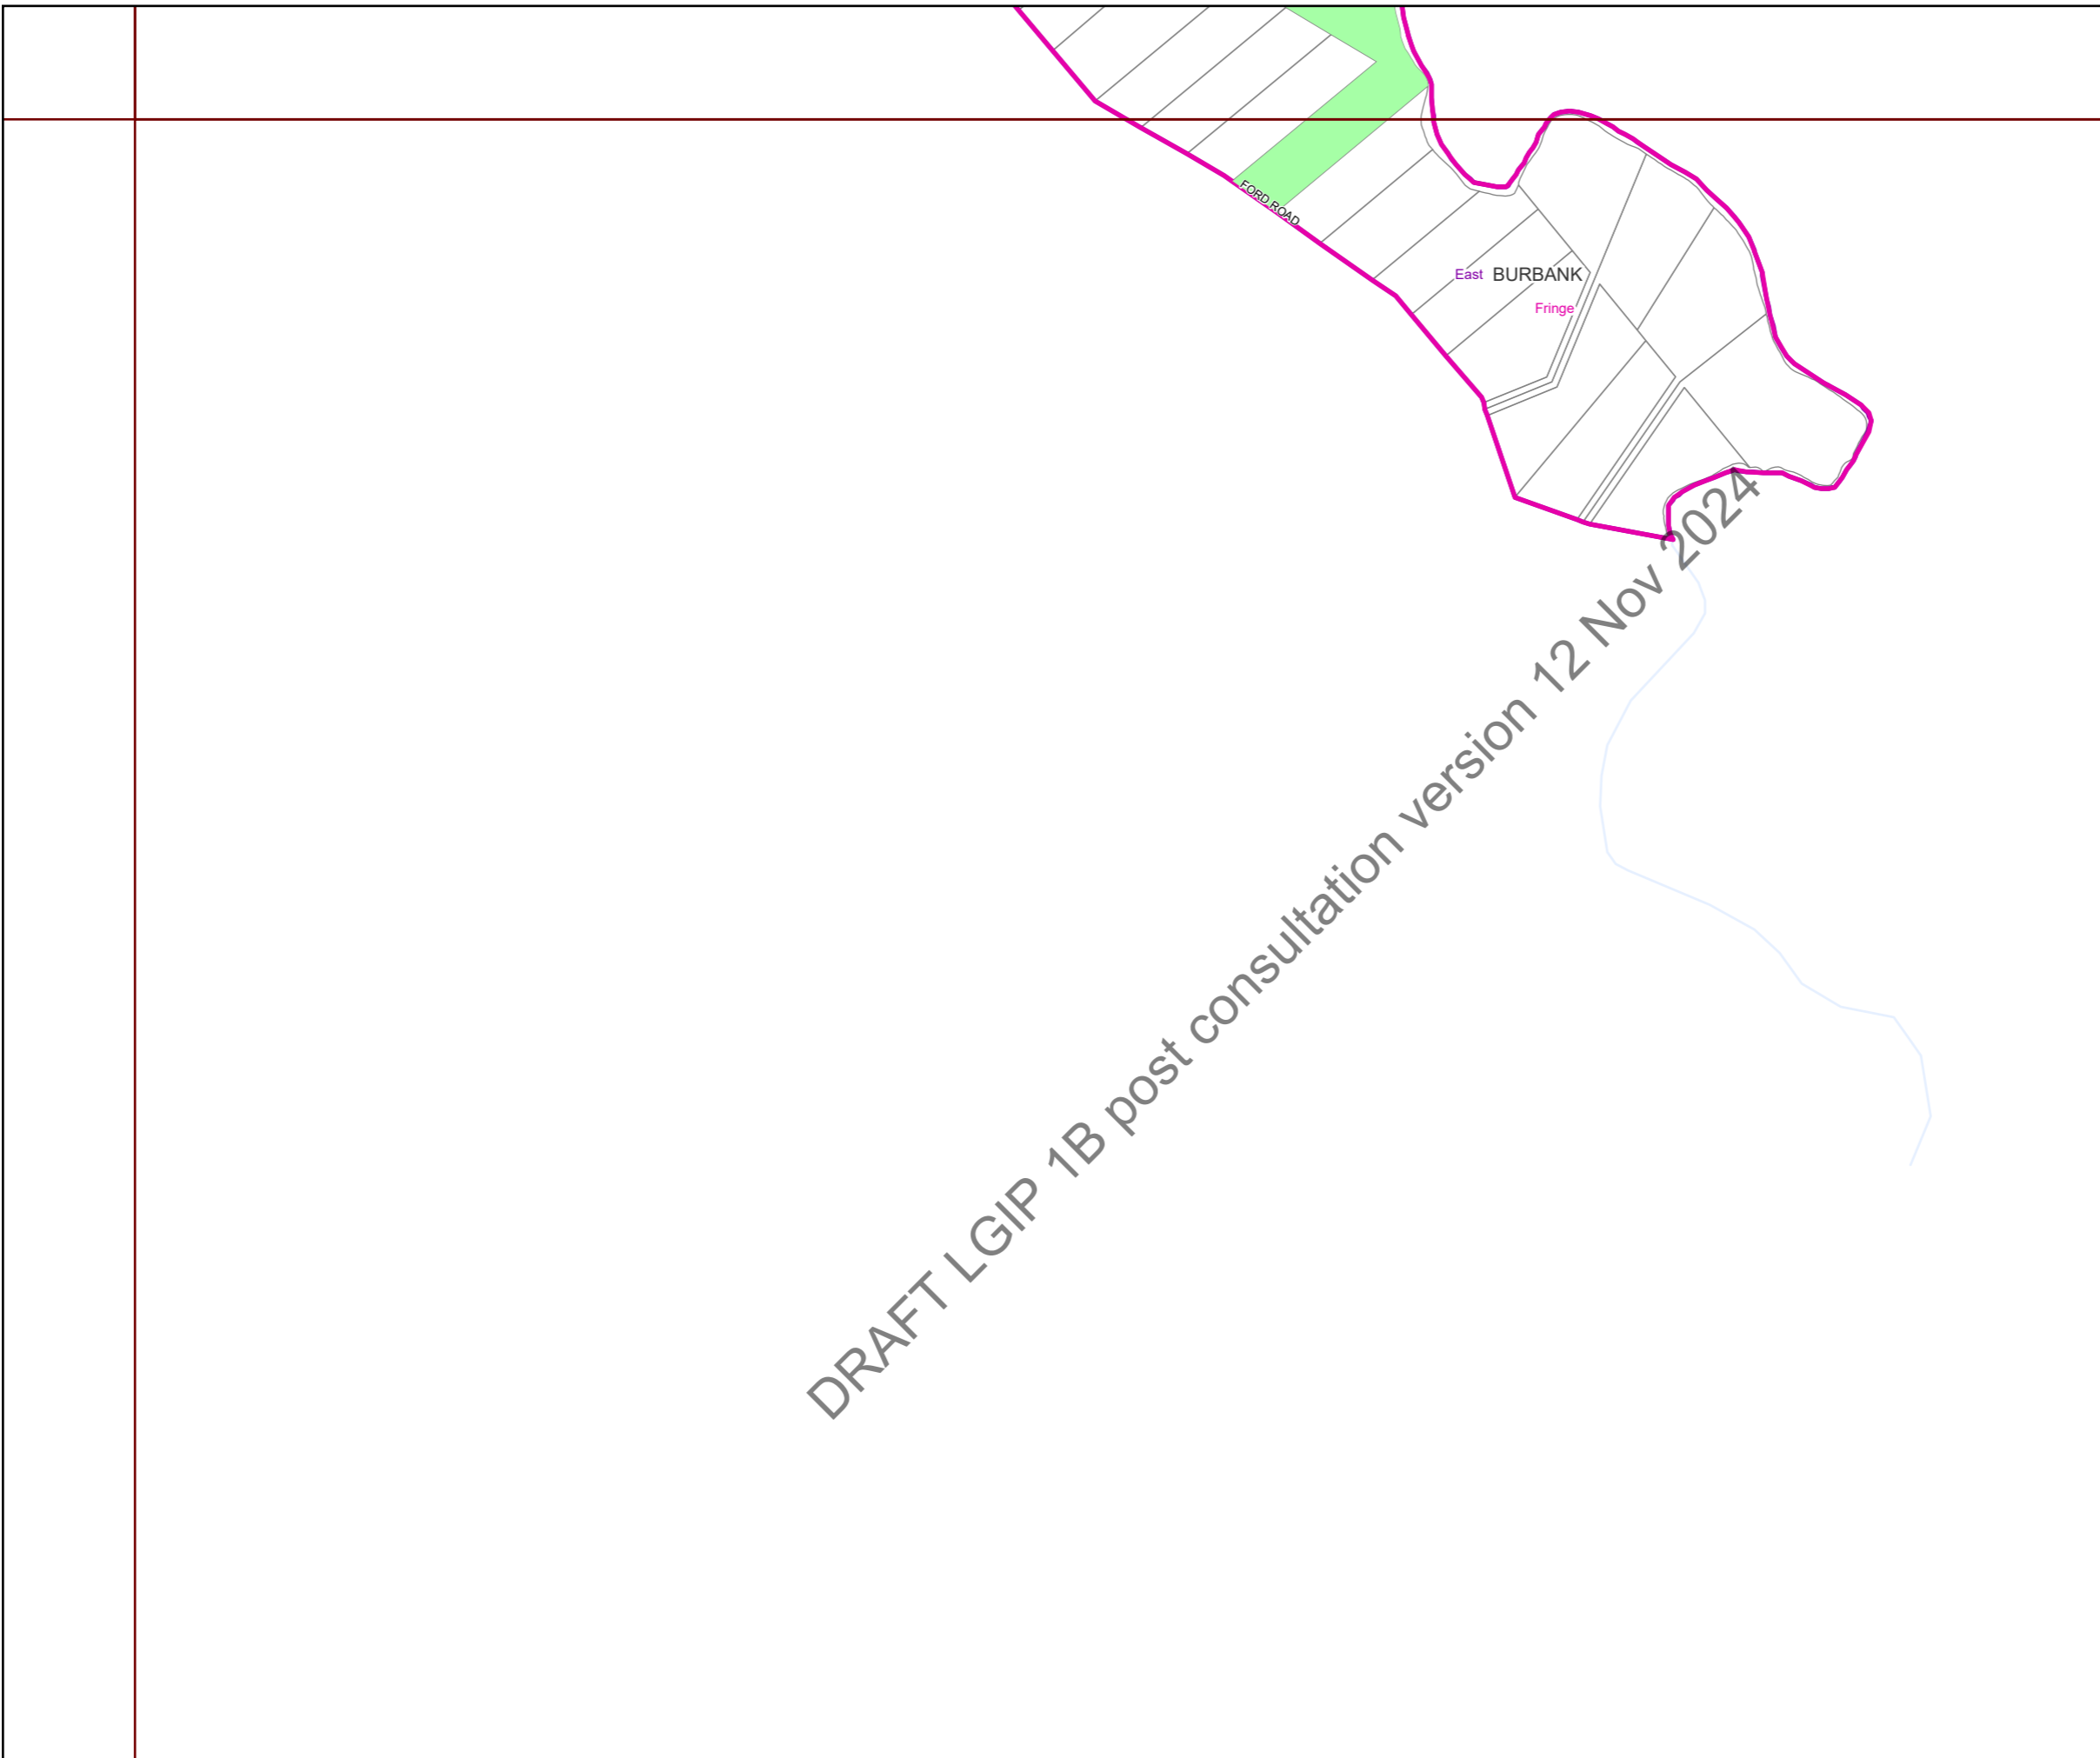 FORD ROAD
East BURBANK
Fringe
DRAFT LGIP 1B post consultation version 12 Nov 2024